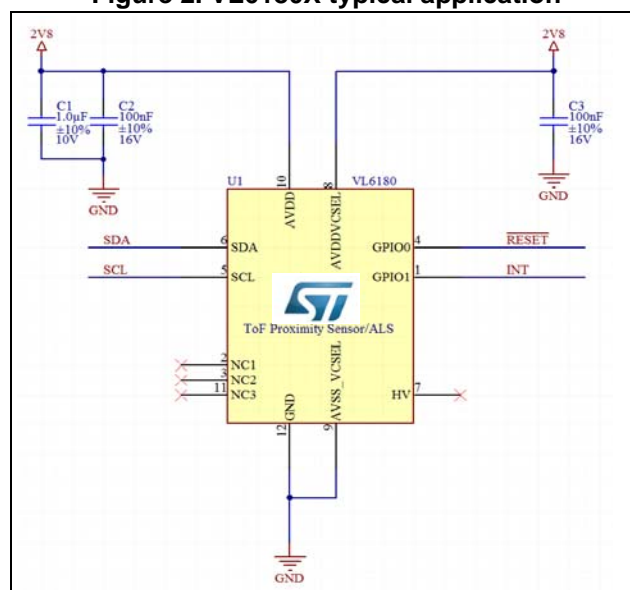 Figure 2. VL6180X typical application
2V8
2V8
C1
1.0µF
±10%
10V
C2
100nF
±10%
16V
C3
100nF
±10%
16V
GND
GND
U1
VL6180
10
8
AVDD
AVDDVCSEL
SDA
6
SDA
GPIO0
4
RESET
SCL
5
SCL
GPIO1
1
INT
ST
ToF Proximity Sensor/ALS
2
NC1
3
NC2
11
NC3
HV
7
GND
AVSS_VCSEL
12
9
GND